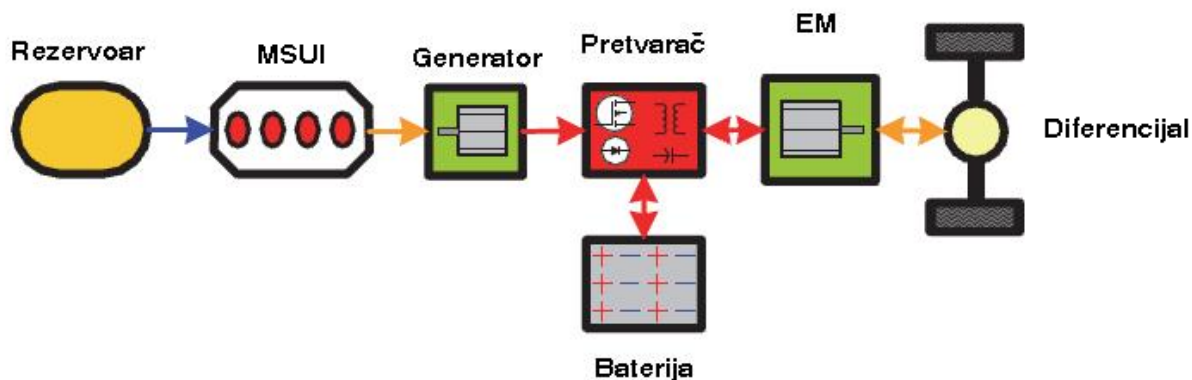 Rezervoar
MSUI
Generator
Pretvarač
EM
Diferencijal
Baterija